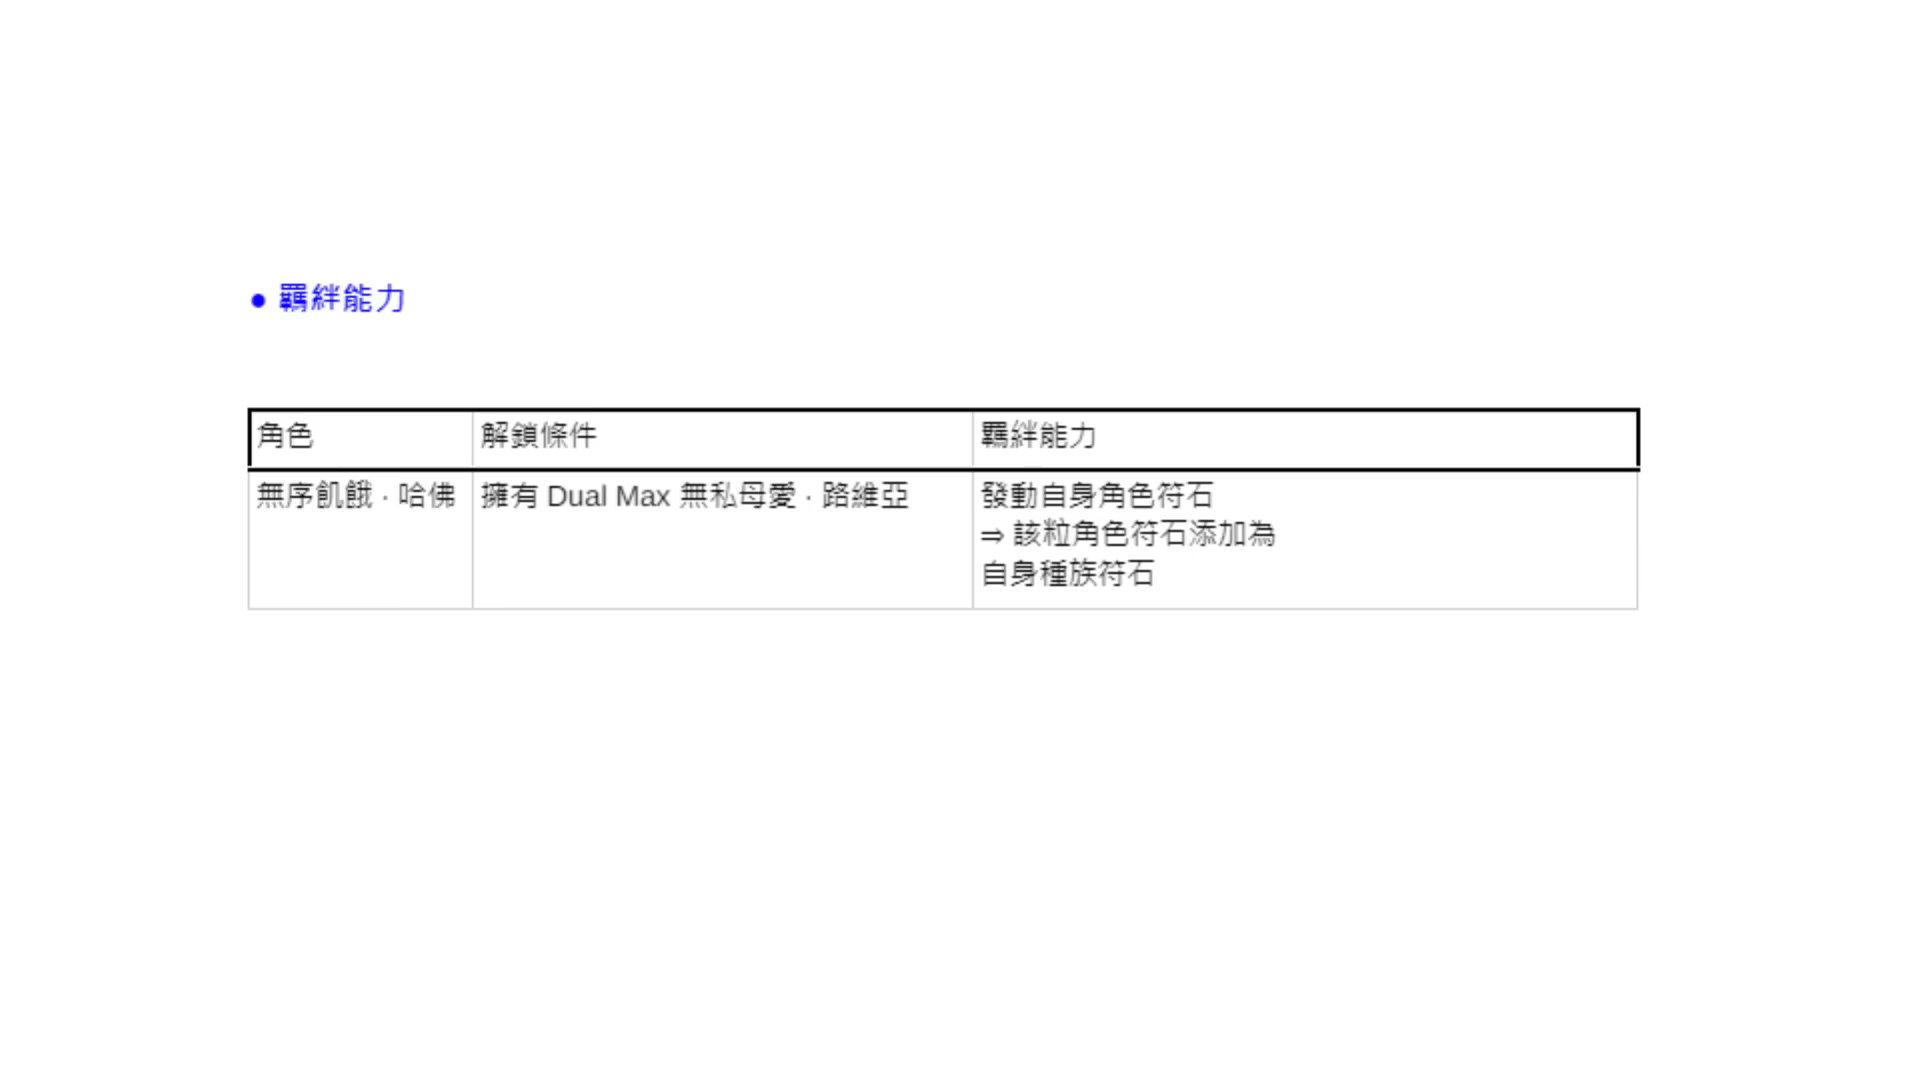 ● 羈絆能力
角色 解鎖條件 羈絆能力
無序飢餓 · 哈佛 擁有 Dual Max 無私母愛 · 路維亞 發動自身角色符石
⇒ 該粒角色符石添加為
自身種族符石